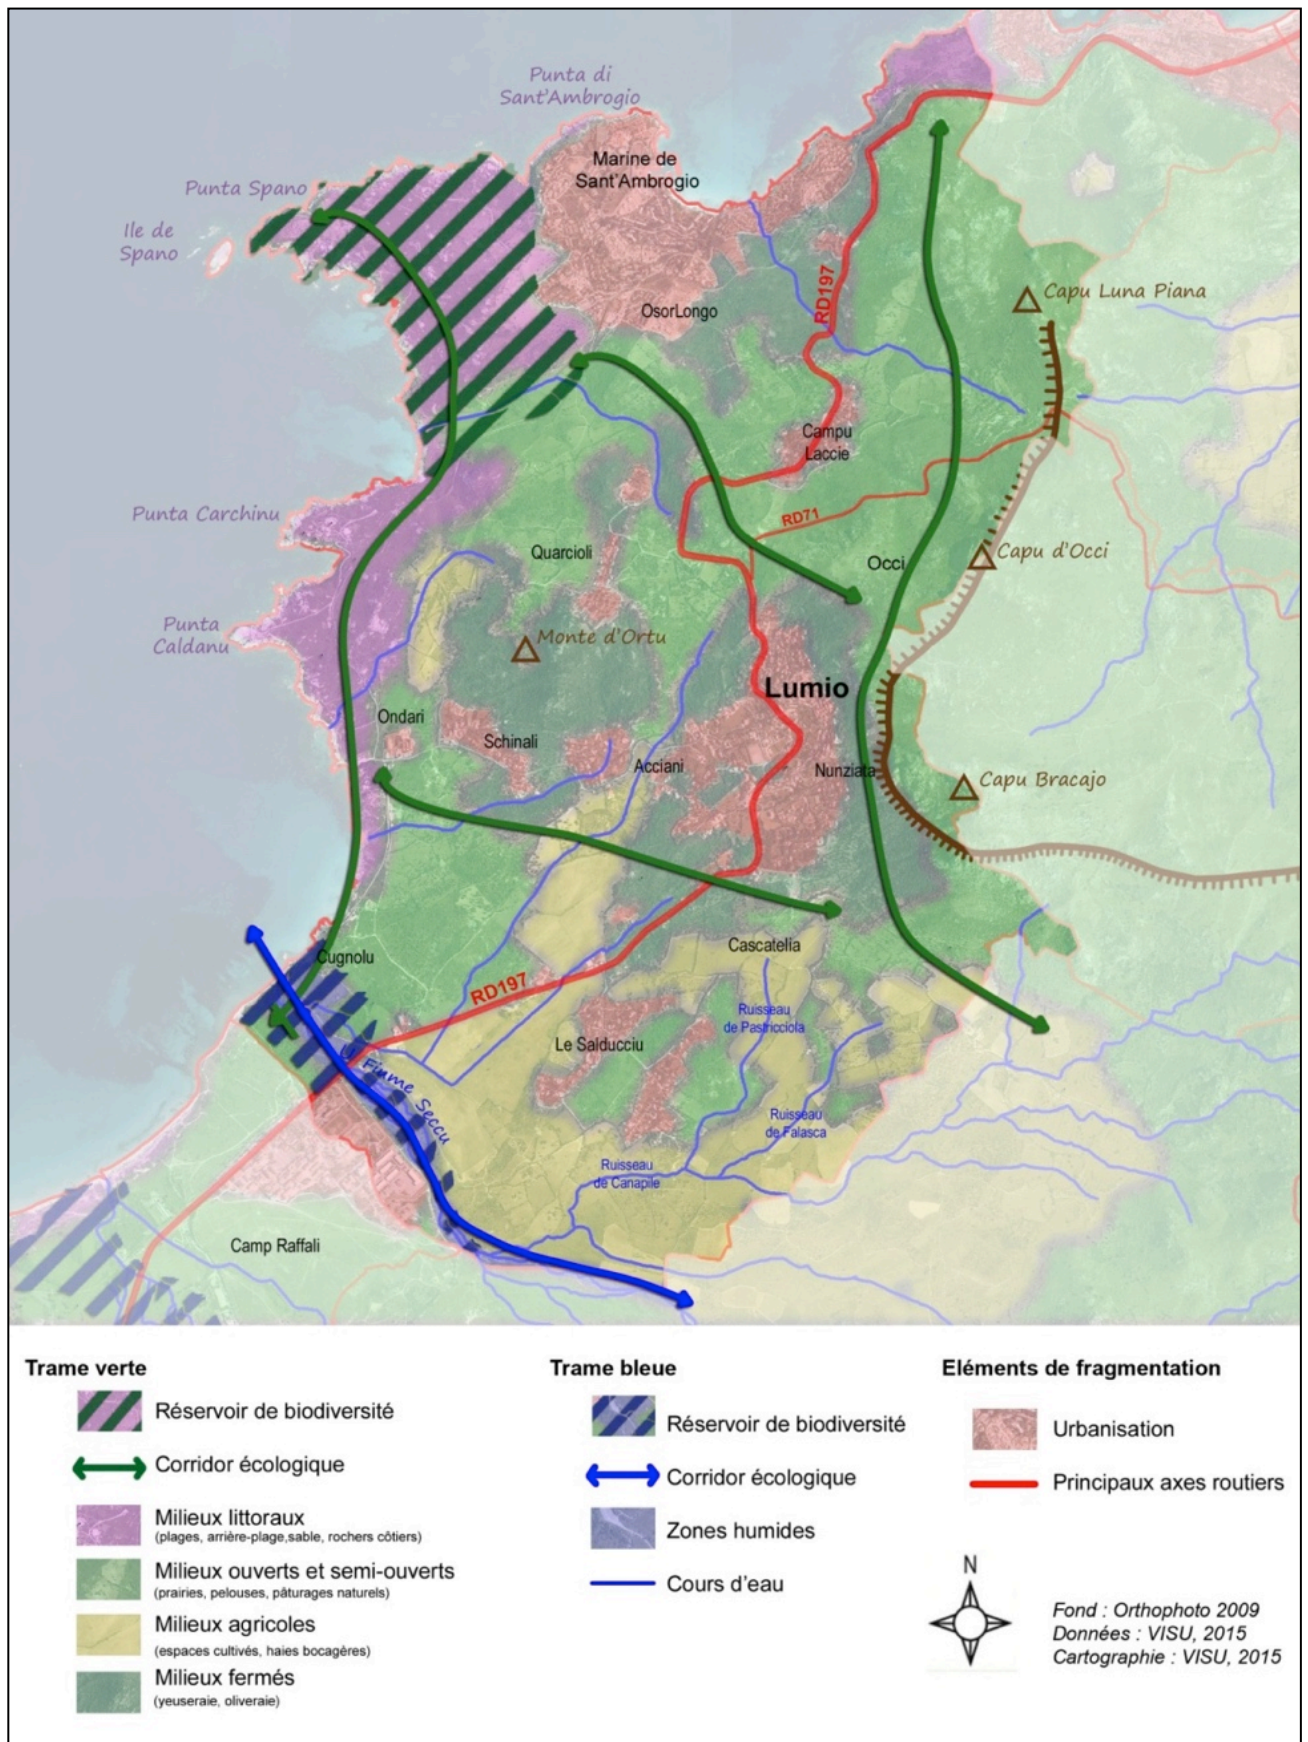 Punta di
Sant'Ambrogio
Marine de
Sant'Ambrogio
Punta Spano
Ile de
Spano
RD197
Capu Luna Piana
OsorLongo
Campu
Laccie
Punta Carchinu
RD71
Quarcioli
Occi
Capu d'Occi
Punta
Caldanu
Monte d'Ortu
Lumio
Ondari
Schinali
Acciani
Nunziata
Capu Bracajo
Cugnolu
Cascatelia
RD197
Ruisseau
de Pastricciola
Le Salducciu
Fiume Seccu
Ruisseau
de Falasca
Ruisseau
de Canapile
Camp Raffali
Trame verte
Réservoir de biodiversité
Corridor écologique
Milieux littoraux
(plages, arrière-plage,sable, rochers côtiers)
Milieux ouverts et semi-ouverts
(prairies, pelouses, pâturages naturels)
Milieux agricoles
(espaces cultivés, haies bocagères)
Milieux fermés
(yeuseraie, oliveraie)
Trame bleue
Réservoir de biodiversité
Corridor écologique
Zones humides
Cours d'eau
Eléments de fragmentation
Urbanisation
Principaux axes routiers
N
Fond : Orthophoto 2009
Données : VISU, 2015
Cartographie : VISU, 2015